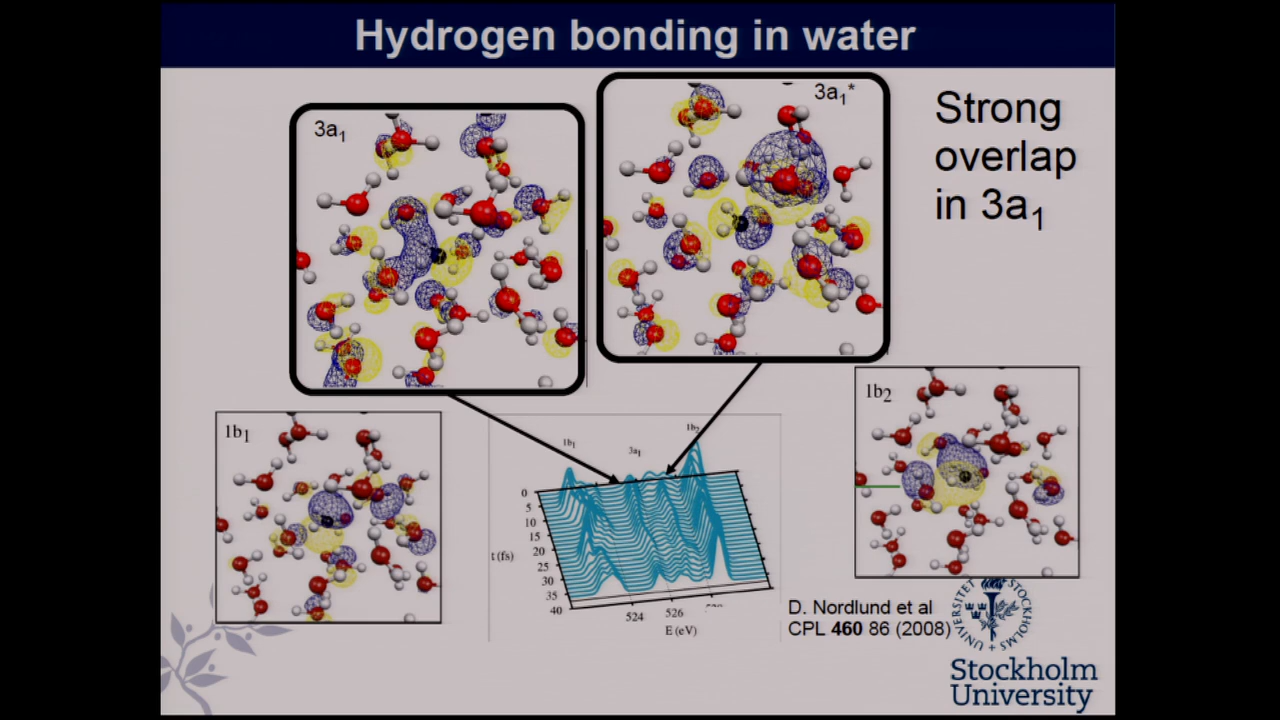 Hydrogen bonding in water
3a1
3a1*
Strong
overlap
in 3a1
1b1
1b2
1b1
3a1
1b2
0
5
10
15
20
25
30
35
40
t (fs)
524
526
E (eV)
D. Nordlund et al
CPL 460 86 (2008)
Stockholm
University